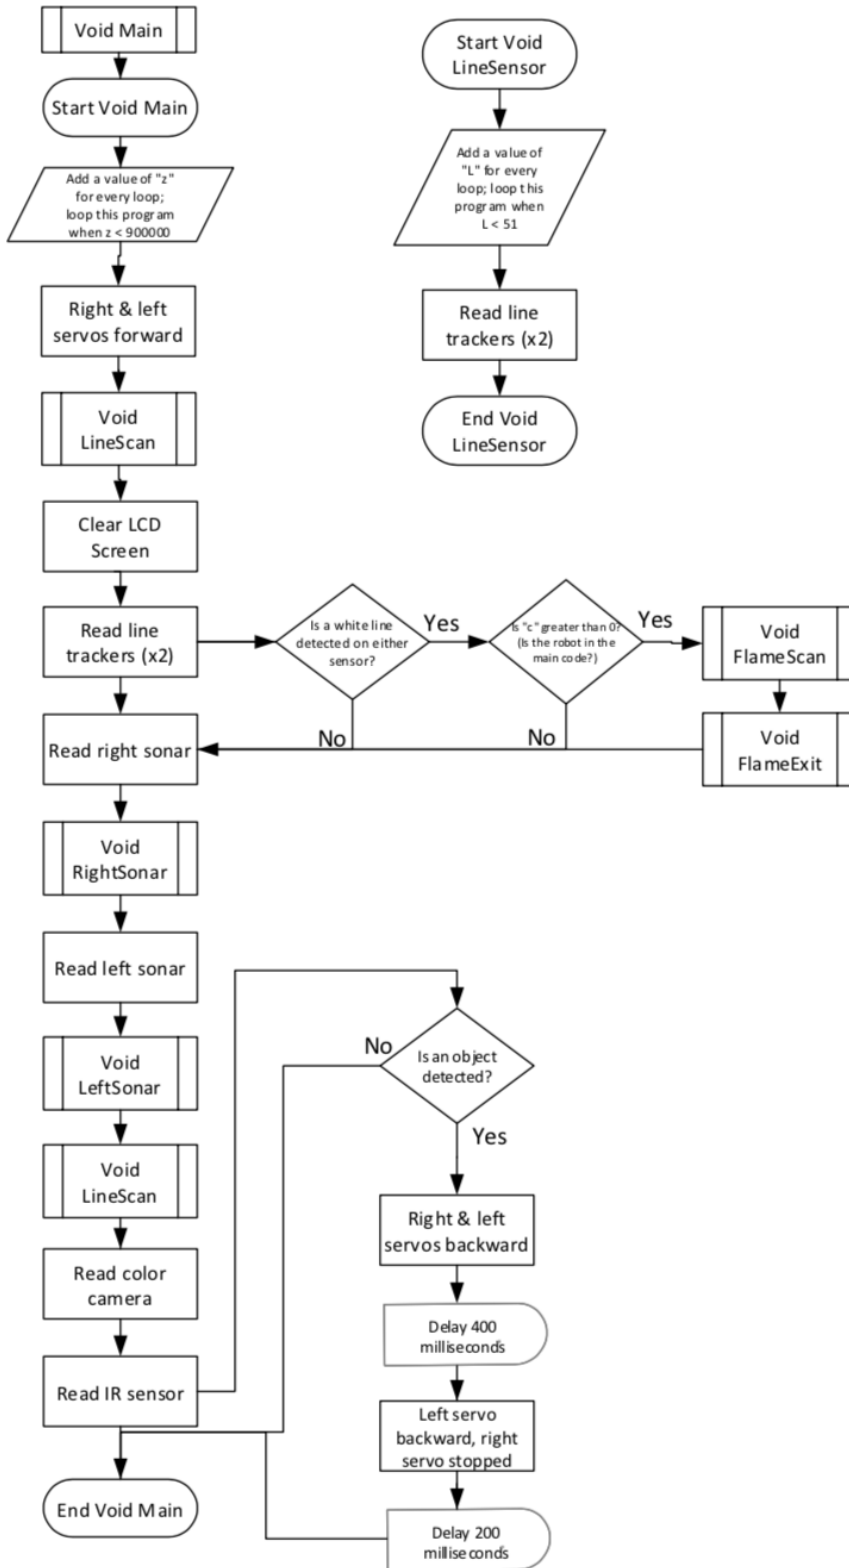 Void Main
Start Void Main
Add a value of "z"
for every loop;
loop this program
when z < 900000
Right & left
servos forward
Void
LineScan
Clear LCD
Screen
Read line
trackers (x2)
Is a white line
detected on either
sensor?
Yes
No
Is "c" greater than 0?
(Is the robot in the
main code?)
Yes
No
Void
FlameScan
Void
FlameExit
Read right sonar
Void
RightSonar
Read left sonar
Void
LeftSonar
Void
LineScan
Read color
camera
Read IR sensor
Is an object
detected?
No
Yes
Right & left
servos backward
Delay 400
milliseconds
Left servo
backward, right
servo stopped
Delay 200
milliseconds
End Void Main
Start Void
LineSensor
Add a value of
"L" for every
loop; loop this
program when
L < 51
Read line
trackers (x2)
End Void
LineSensor